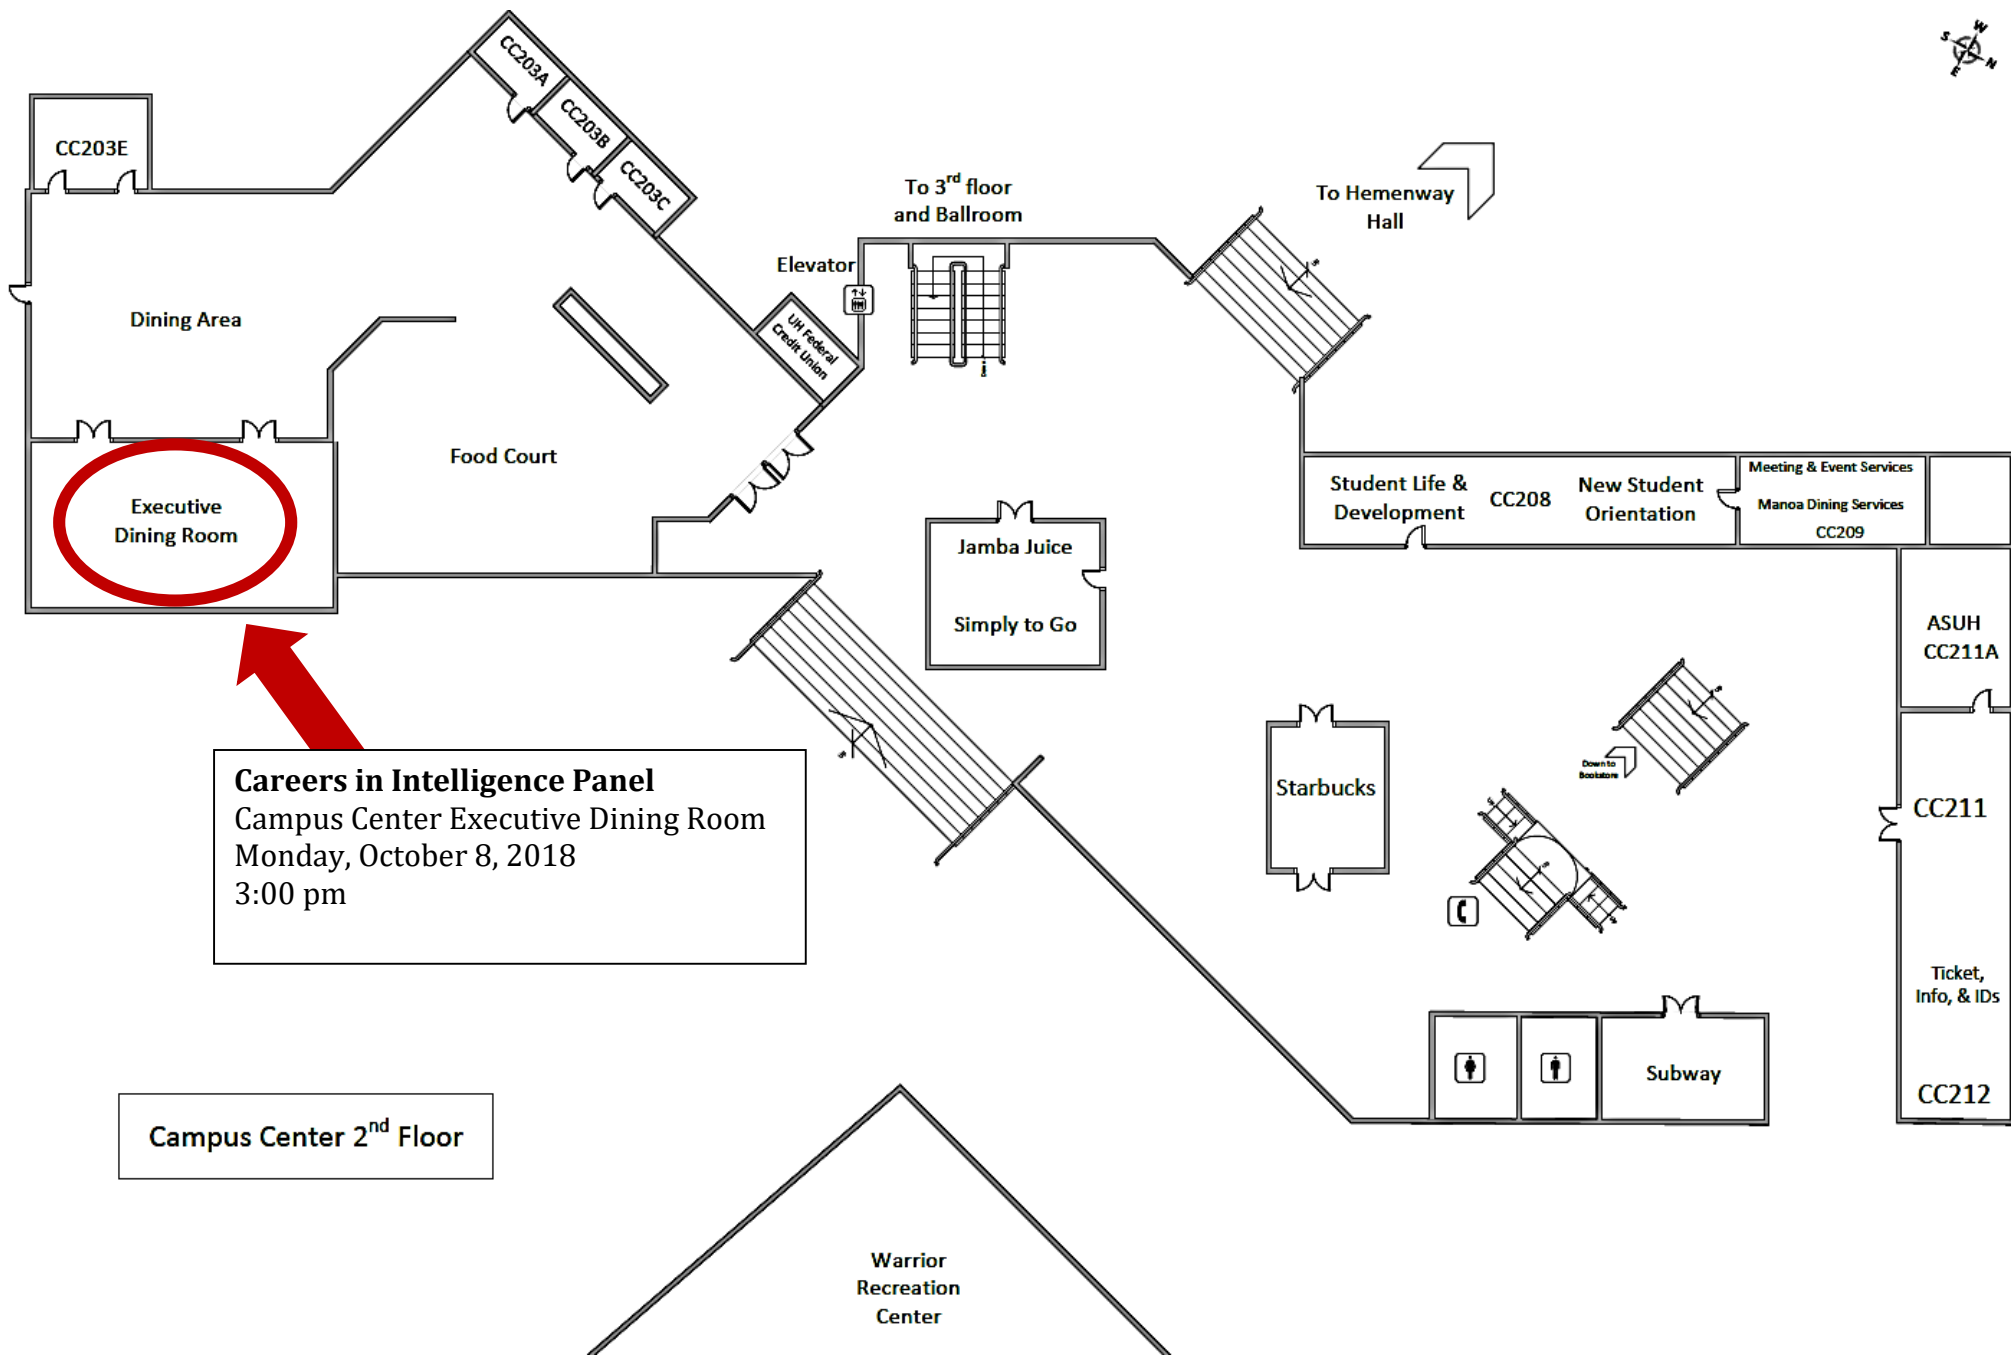 W
S
N
E
CC203A
CC203B
CC203C
CC203E
To 3rd floor
and Ballroom
To Hemenway
Hall
Elevator
UH Federal
Credit Union
Dining Area
Food Court
Executive
Dining Room
Student Life &
Development
CC208
New Student
Orientation
Meeting & Event Services
Manoa Dining Services
CC209
Jamba Juice
Simply to Go
ASUH
CC211A
Down to
Bookstore
Starbucks
CC211
Careers in Intelligence Panel
Campus Center Executive Dining Room
Monday, October 8, 2018
3:00 pm
Ticket,
Info, & IDs
Subway
CC212
Campus Center 2nd Floor
Warrior
Recreation
Center